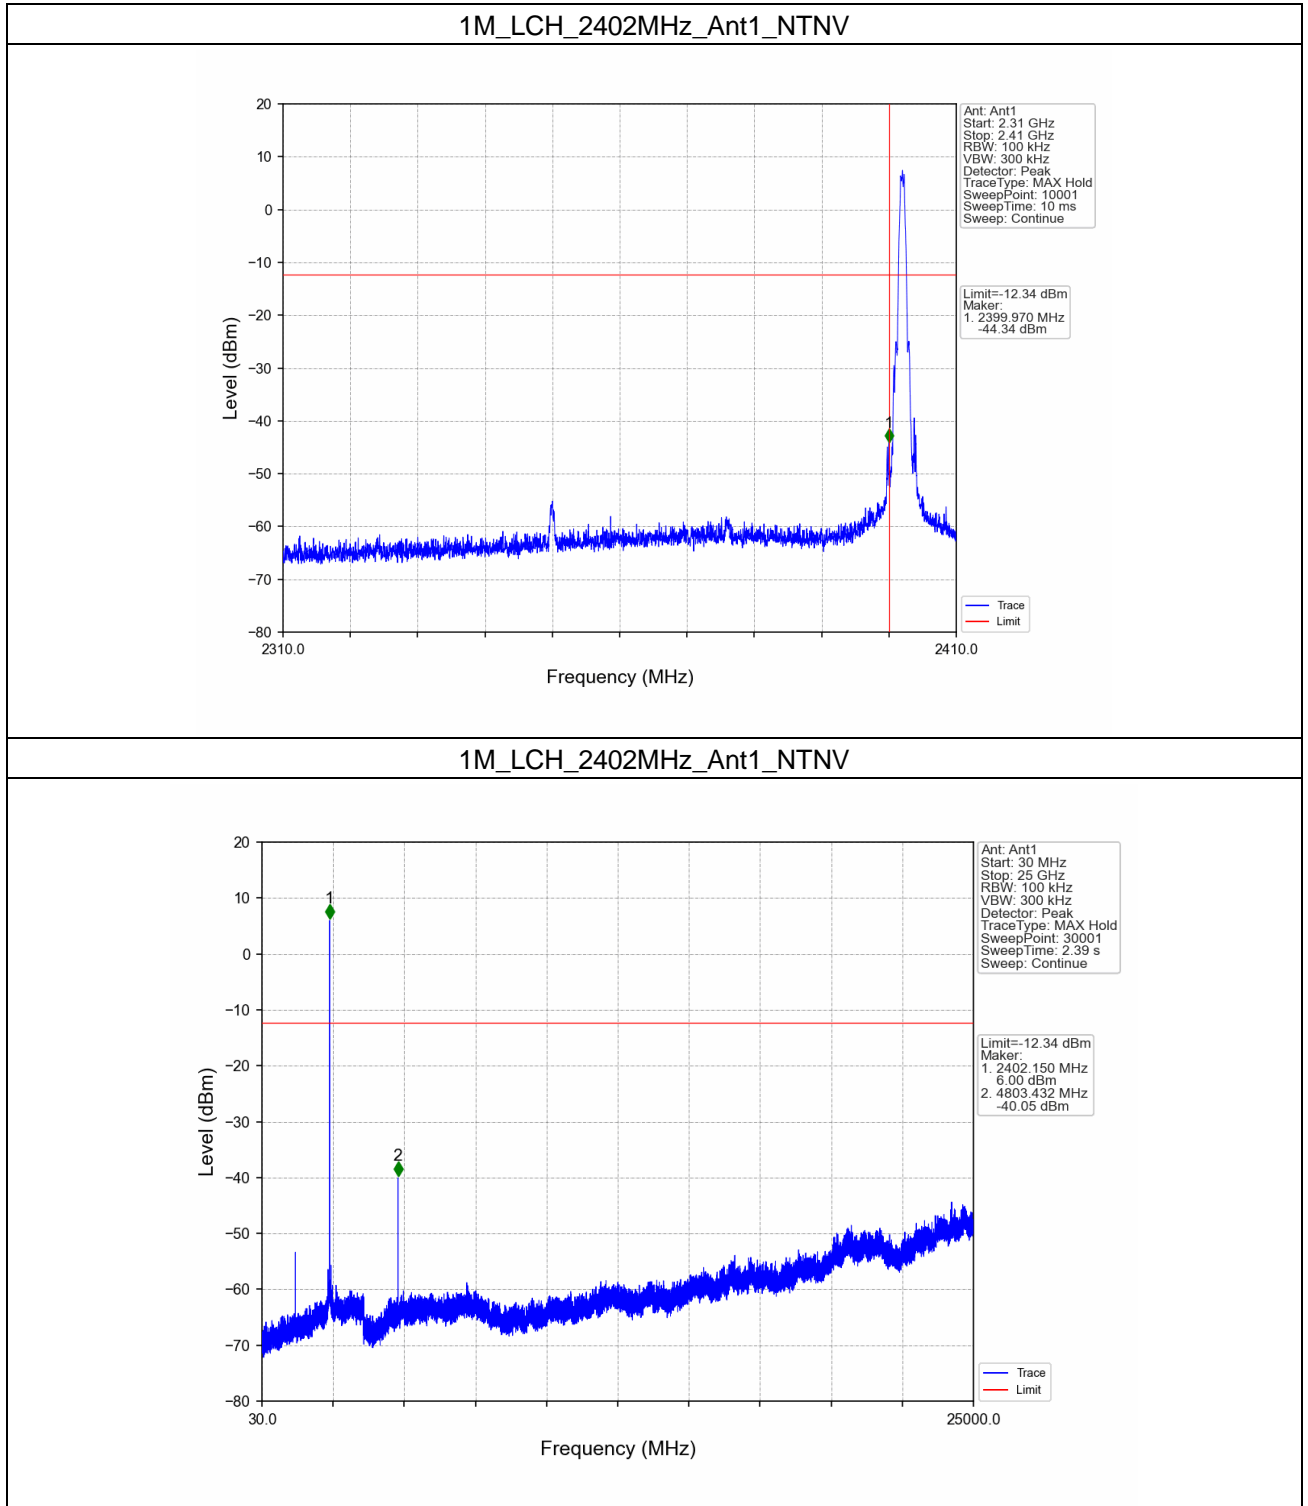 1M_LCH_2402MHz_Ant1_NTNV
20
10
0
−10
−20
−30
−40
−50
−60
−70
−80
Level (dBm)
1
2310.0
2410.0
Frequency (MHz)
Ant: Ant1
Start: 2.31 GHz
Stop: 2.41 GHz
RBW: 100 kHz
VBW: 300 kHz
Detector: Peak
TraceType: MAX Hold
SweepPoint: 10001
SweepTime: 10 ms
Sweep: Continue
Limit=-12.34 dBm
Maker:
1. 2399.970 MHz
-44.34 dBm
Trace
Limit
1M_LCH_2402MHz_Ant1_NTNV
20
10
0
−10
−20
−30
−40
−50
−60
−70
−80
Level (dBm)
1
2
30.0
25000.0
Frequency (MHz)
Ant: Ant1
Start: 30 MHz
Stop: 25 GHz
RBW: 100 kHz
VBW: 300 kHz
Detector: Peak
TraceType: MAX Hold
SweepPoint: 30001
SweepTime: 2.39 s
Sweep: Continue
Limit=-12.34 dBm
Maker:
1. 2402.150 MHz
6.00 dBm
2. 4803.432 MHz
-40.05 dBm
Trace
Limit